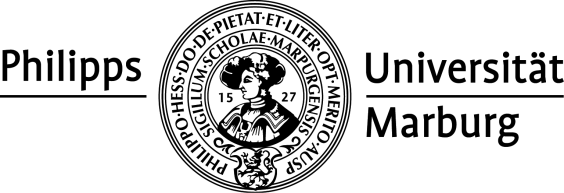 Philipps
PHILIPPO·HESS·DO·DE·PIETAT·ET·LITER·OPT·MERITO·AUSP
SIGILLUM·SCHOLAE·MARPURGENSIS
15 27
Universität
Marburg